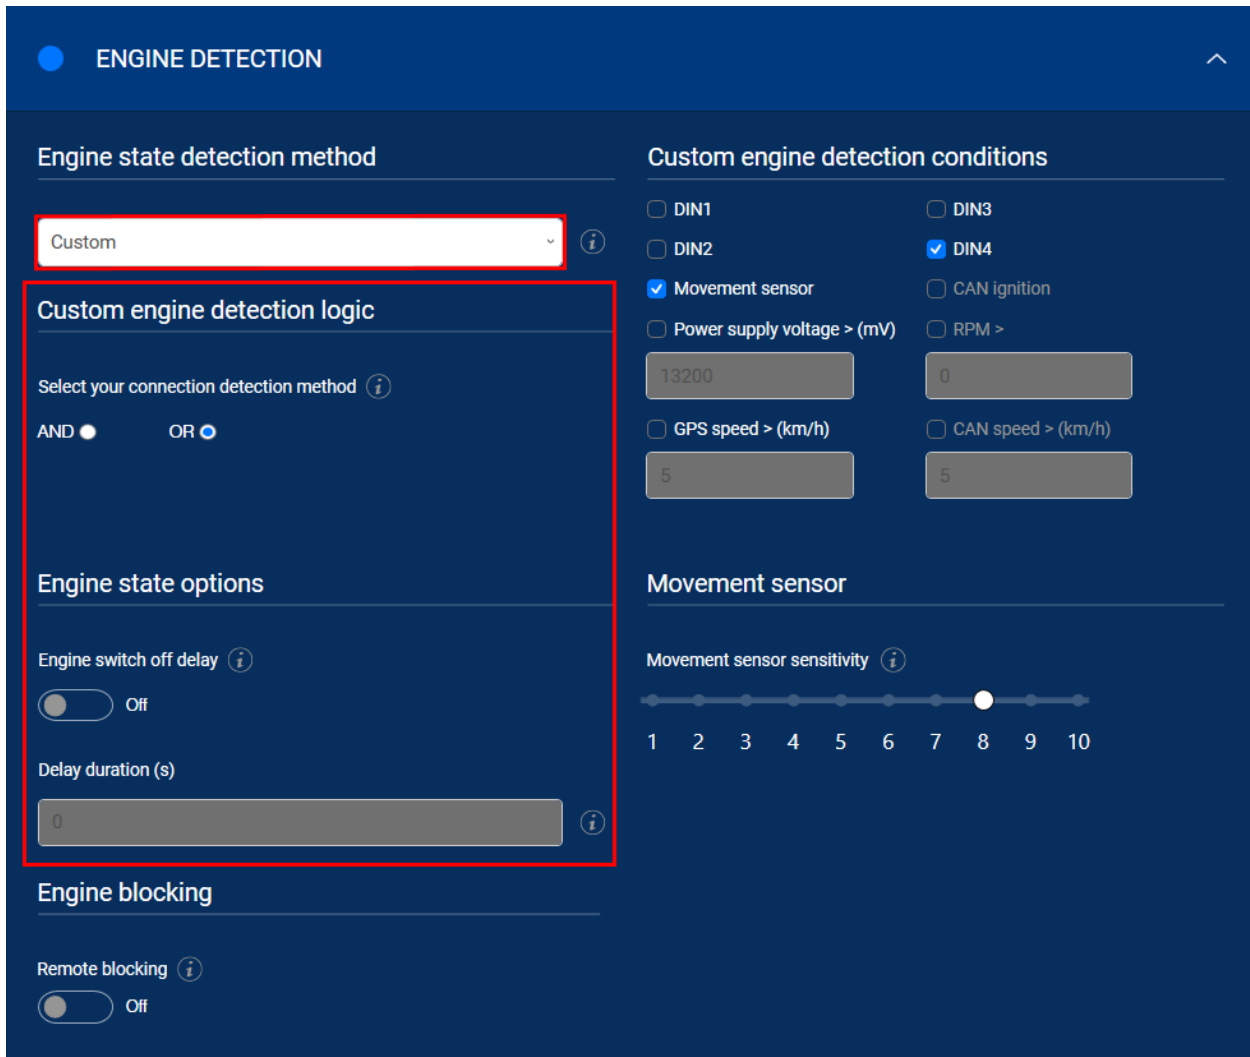 ENGINE DETECTION
Engine state detection method
Custom
Custom engine detection logic
Select your connection detection method
AND
OR
Engine state options
Engine switch off delay
Off
Delay duration (s)
0
Engine blocking
Remote blocking
Off
Custom engine detection conditions
DIN1
DIN3
DIN2
DIN4
Movement sensor
CAN ignition
Power supply voltage > (mV)
RPM >
13200
0
GPS speed > (km/h)
CAN speed > (km/h)
5
5
Movement sensor
Movement sensor sensitivity
1 2 3 4 5 6 7 8 9 10